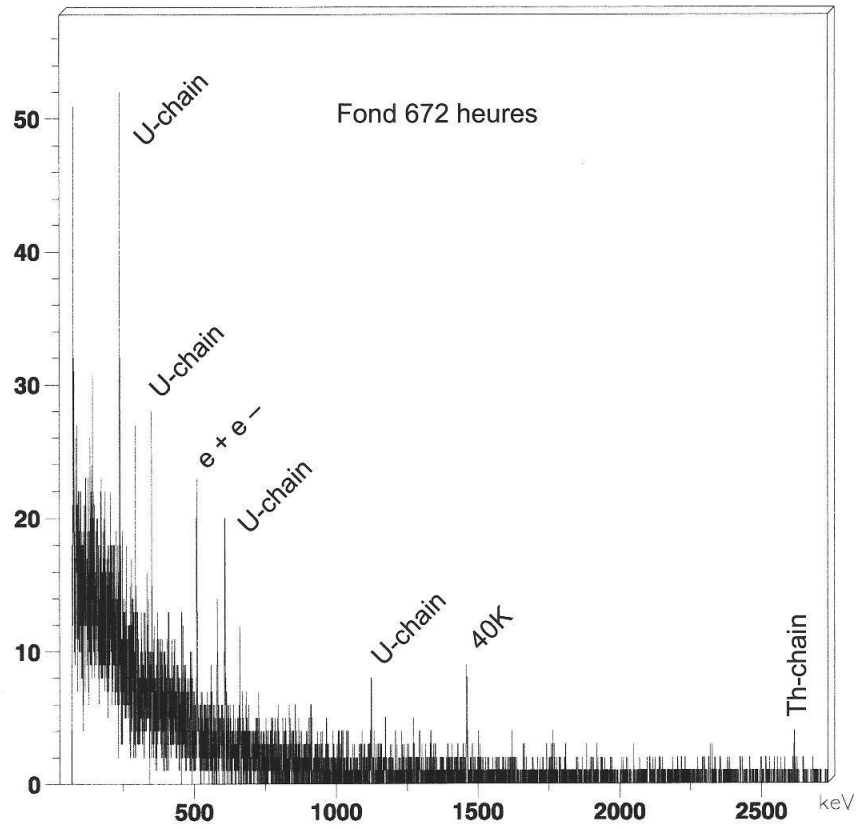 50
40
30
20
10
0
U-chain
Fond 672 heures
U-chain
e + e –
U-chain
U-chain
40K
Th-chain
500
1000
1500
2000
2500
keV